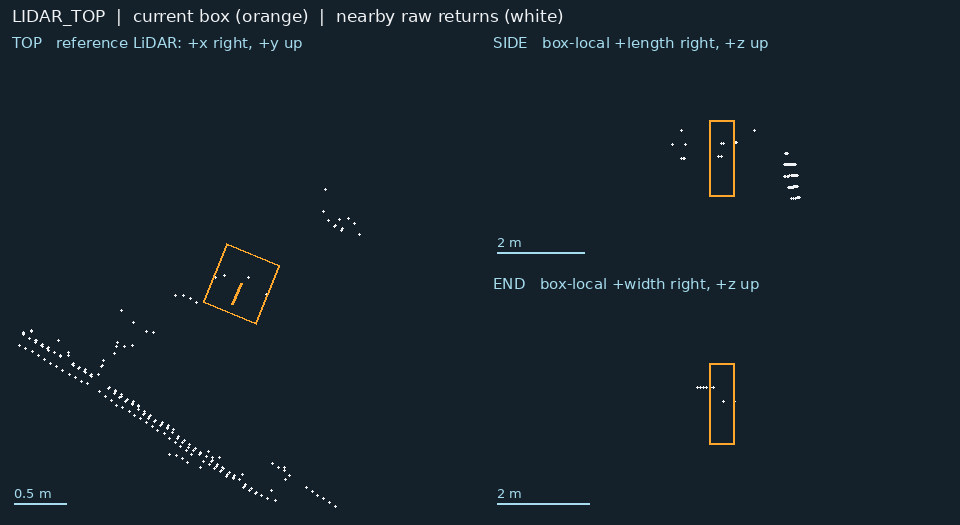 LIDAR_TOP | current box (orange) | nearby raw returns (white)
TOP reference LiDAR: +x right, +y up
SIDE box-local +length right, +z up
2 m
END box-local +width right, +z up
0.5 m
2 m